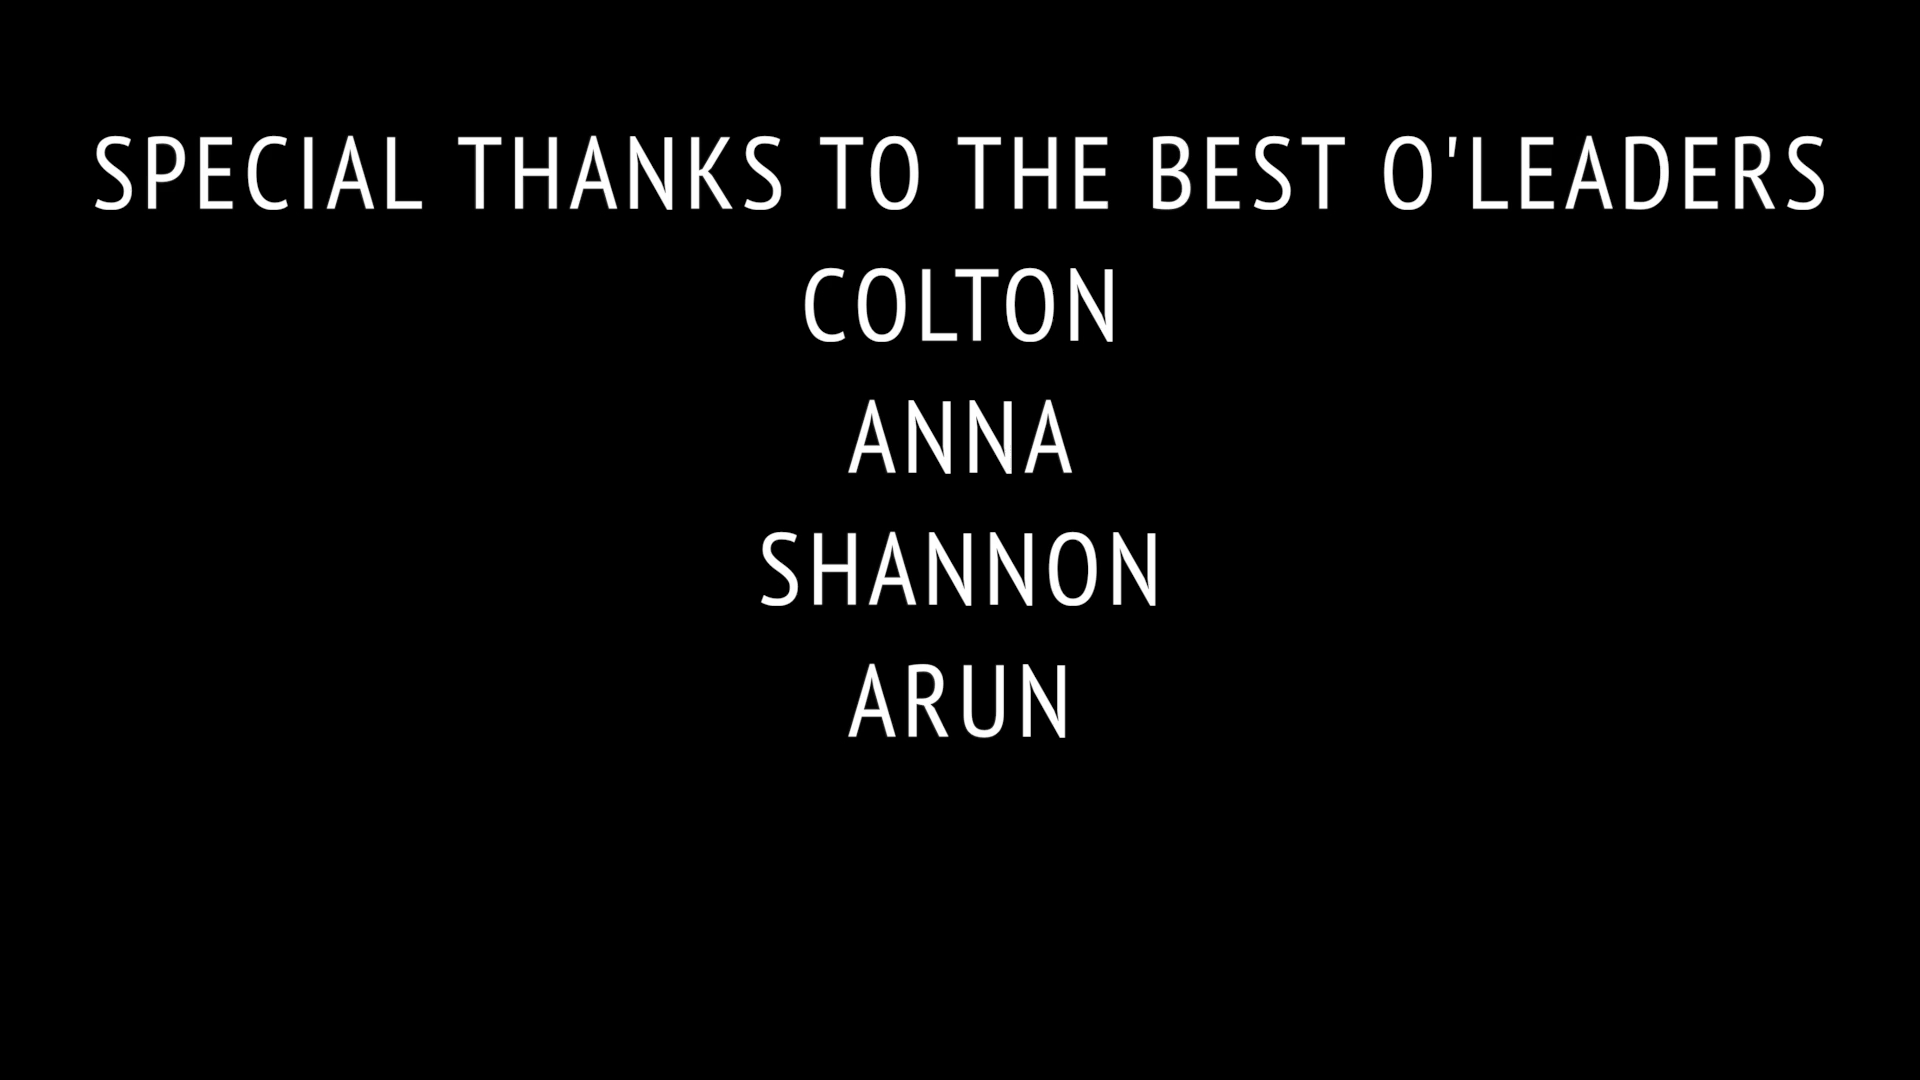 SPECIAL THANKS TO THE BEST O'LEADERS
COLTON
ANNA
SHANNON
ARUN